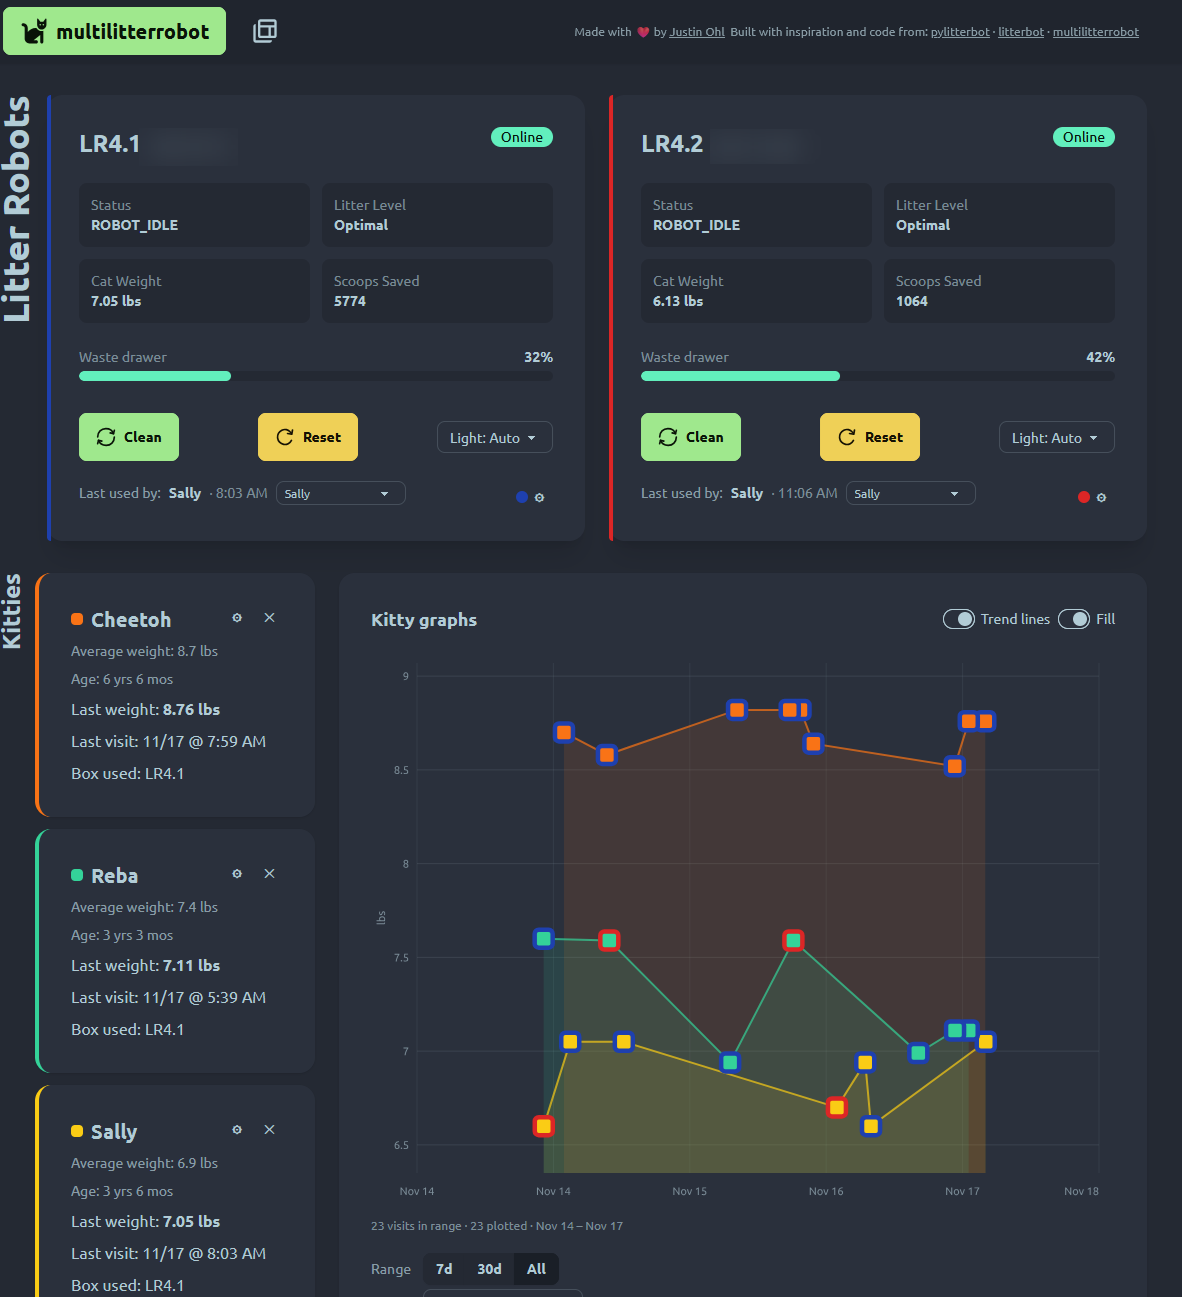 multilitterrobot
Made with ❤ by Justin Ohl Built with inspiration and code from: pylitterbot · litterbot · multilitterrobot
Litter Robots
LR4.1
Online
Status
ROBOT_IDLE
Litter Level
Optimal
Cat Weight
7.05 lbs
Scoops Saved
5774
Waste drawer
32%
Clean
Reset
Light: Auto
Last used by: Sally · 8:03 AM
Sally
LR4.2
Online
Status
ROBOT_IDLE
Litter Level
Optimal
Cat Weight
6.13 lbs
Scoops Saved
1064
Waste drawer
42%
Clean
Reset
Light: Auto
Last used by: Sally · 11:06 AM
Sally
Kitties
Cheetoh
Average weight: 8.7 lbs
Age: 6 yrs 6 mos
Last weight: 8.76 lbs
Last visit: 11/17 @ 7:59 AM
Box used: LR4.1
Reba
Average weight: 7.4 lbs
Age: 3 yrs 3 mos
Last weight: 7.11 lbs
Last visit: 11/17 @ 5:39 AM
Box used: LR4.1
Sally
Average weight: 6.9 lbs
Age: 3 yrs 6 mos
Last weight: 7.05 lbs
Last visit: 11/17 @ 8:03 AM
Box used: LR4.1
Kitty graphs
Trend lines
Fill
9
8.5
8
lbs
7.5
7
6.5
Nov 14
Nov 14
Nov 15
Nov 16
Nov 17
Nov 18
23 visits in range · 23 plotted · Nov 14 – Nov 17
Range
7d
30d
All